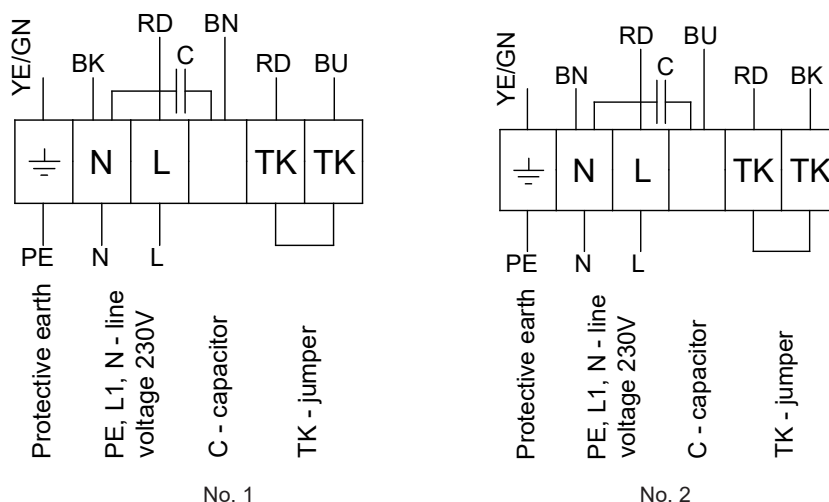 YE/GN
BK
RD
BN
C
RD
BU
N
L
TK
TK
PE
N
L
Protective earth
PE, L1, N - line
voltage 230V
C - capacitor
TK - jumper
No. 1
YE/GN
BN
RD
BU
C
RD
BK
N
L
TK
TK
PE
N
L
Protective earth
PE, L1, N - line
voltage 230V
C - capacitor
TK - jumper
No. 2